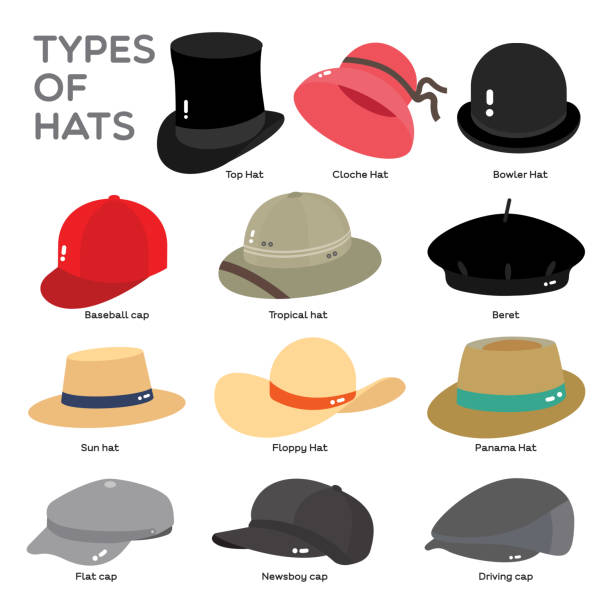 TYPES
OF
HATS
Top Hat
Cloche Hat
Bowler Hat
Baseball cap
Tropical hat
Beret
Sun hat
Floppy Hat
Panama Hat
Flat cap
Newsboy cap
Driving cap